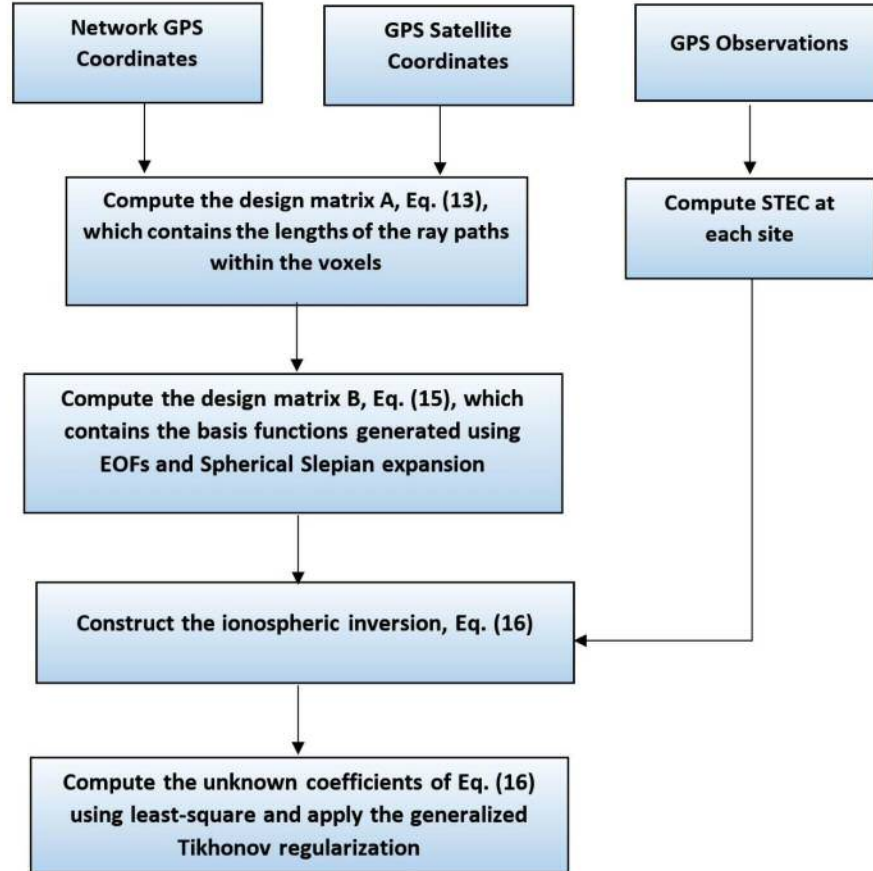 Network GPS
Coordinates
GPS Satellite
Coordinates
GPS Observations
Compute the design matrix A, Eq. (13),
which contains the lengths of the ray paths
within the voxels
Compute STEC at
each site
Compute the design matrix B, Eq. (15), which
contains the basis functions generated using
EOFs and Spherical Slepian expansion
Construct the ionospheric inversion, Eq. (16)
Compute the unknown coefficients of Eq. (16)
using least-square and apply the generalized
Tikhonov regularization